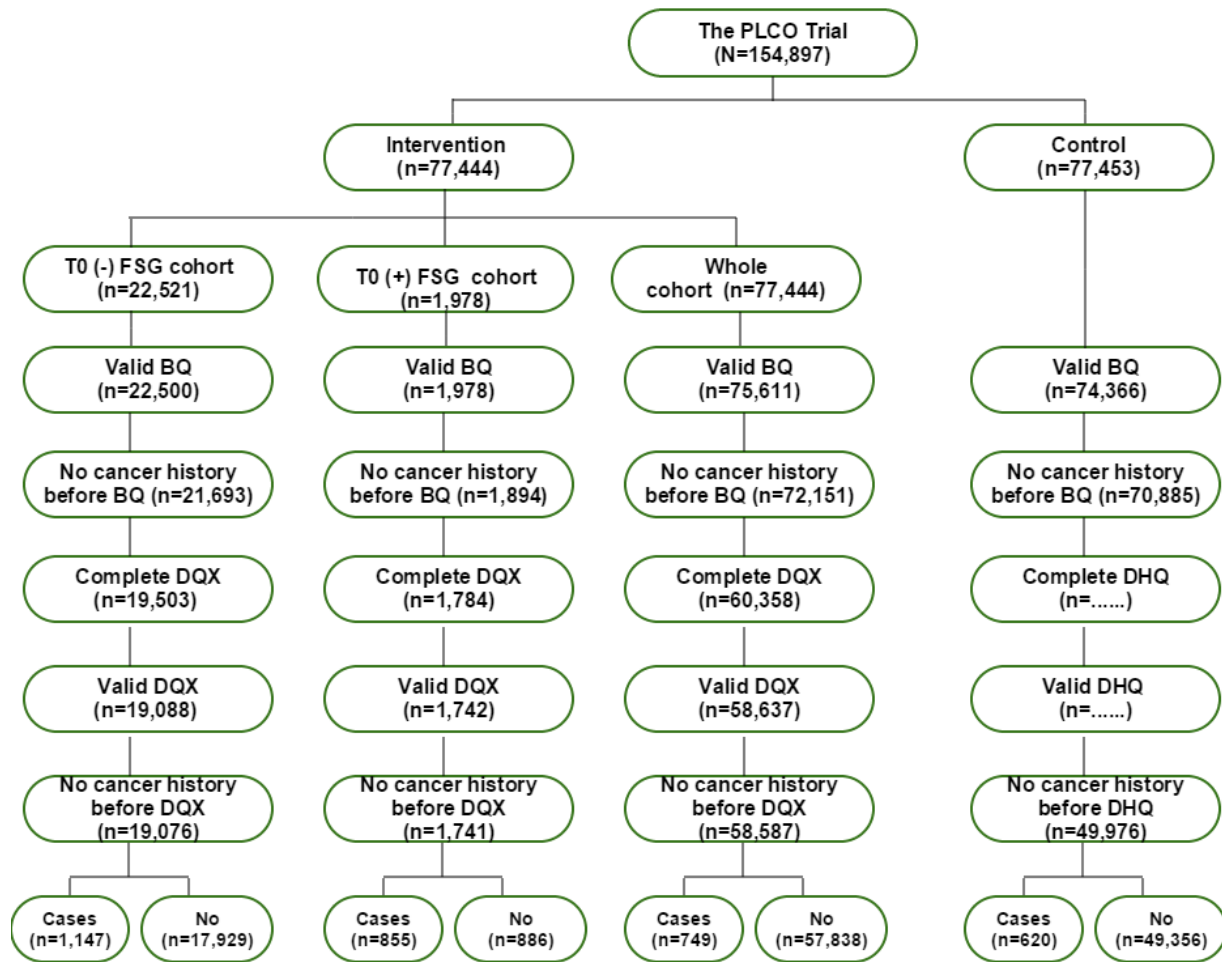 The PLCO Trial
(N=154,897)
Intervention
(n=77,444)
Control
(n=77,453)
T0 (-) FSG cohort
(n=22,521)
T0 (+) FSG cohort
(n=1,978)
Whole
cohort (n=77,444)
Valid BQ
(n=22,500)
Valid BQ
(n=1,978)
Valid BQ
(n=75,611)
Valid BQ
(n=74,366)
No cancer history
before BQ (n=21,693)
No cancer history
before BQ (n=1,894)
No cancer history
before BQ (n=72,151)
No cancer history
before BQ (n=70,885)
Complete DQX
(n=19,503)
Complete DQX
(n=1,784)
Complete DQX
(n=60,358)
Complete DHQ
(n=......)
Valid DQX
(n=19,088)
Valid DQX
(n=1,742)
Valid DQX
(n=58,637)
Valid DHQ
(n=......)
No cancer history
before DQX
(n=19,076)
No cancer history
before DQX
(n=1,741)
No cancer history
before DQX
(n=58,587)
No cancer history
before DHQ
(n=49,976)
Cases
(n=1,147)
No
(n=17,929)
Cases
(n=855)
No
(n=886)
Cases
(n=749)
No
(n=57,838)
Cases
(n=620)
No
(n=49,356)